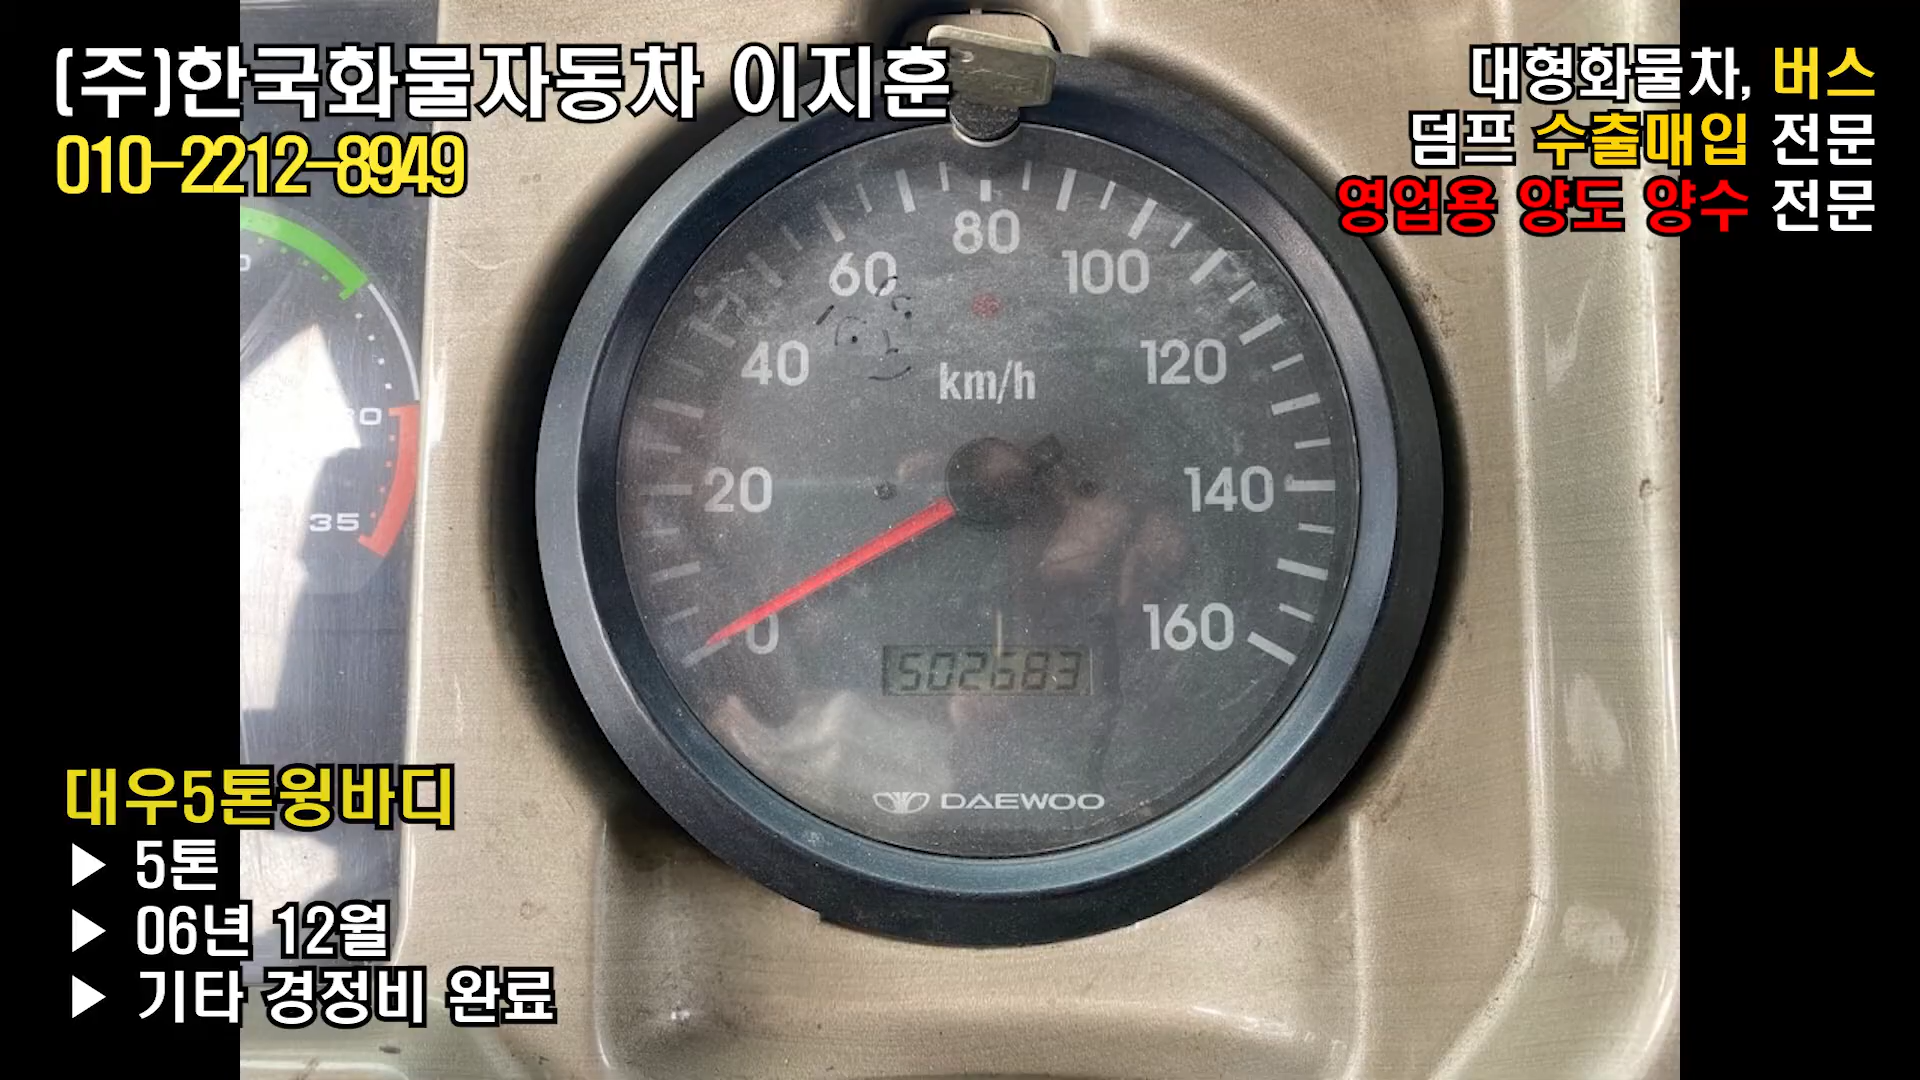 (주)한국화물자동차 이지훈
010-2212-8949
대형화물차, 버스
덤프 수출매입 전문
영업용 양도 양수 전문
80
60
100
40
120
km/h
20
140
0
160
502683
DAEWOO
35
대우5톤윙바디
▶ 5톤
▶ 06년 12월
▶ 기타 경정비 완료